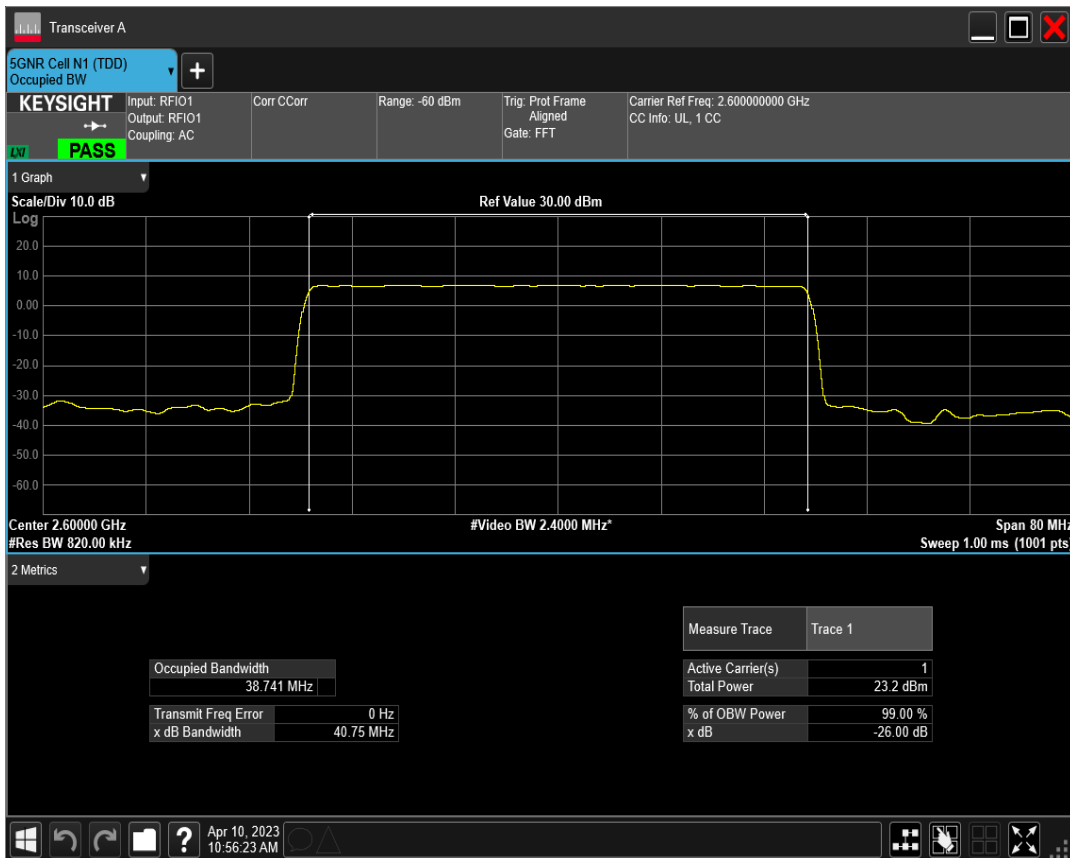 Transceiver A
5GNR Cell N1 (TDD)
Occupied BW
+
KEYSIGHT
LXI
PASS
Input: RFIO1
Output: RFIO1
Coupling: AC
Corr CCorr
Range: -60 dBm
Trig: Prot Frame
Aligned
Gate: FFT
Carrier Ref Freq: 2.600000000 GHz
CC Info: UL, 1 CC
1 Graph
Scale/Div 10.0 dB
Ref Value 30.00 dBm
Log
20.0
10.0
0.00
-10.0
-20.0
-30.0
-40.0
-50.0
-60.0
Center 2.60000 GHz
#Video BW 2.4000 MHz*
Span 80 MHz
#Res BW 820.00 kHz
Sweep 1.00 ms (1001 pts)
2 Metrics
Measure Trace Trace 1
Occupied Bandwidth
38.741 MHz
Active Carrier(s) 1
Total Power 23.2 dBm
Transmit Freq Error 0 Hz
x dB Bandwidth 40.75 MHz
% of OBW Power 99.00 %
x dB -26.00 dB
?
Apr 10, 2023
10:56:23 AM